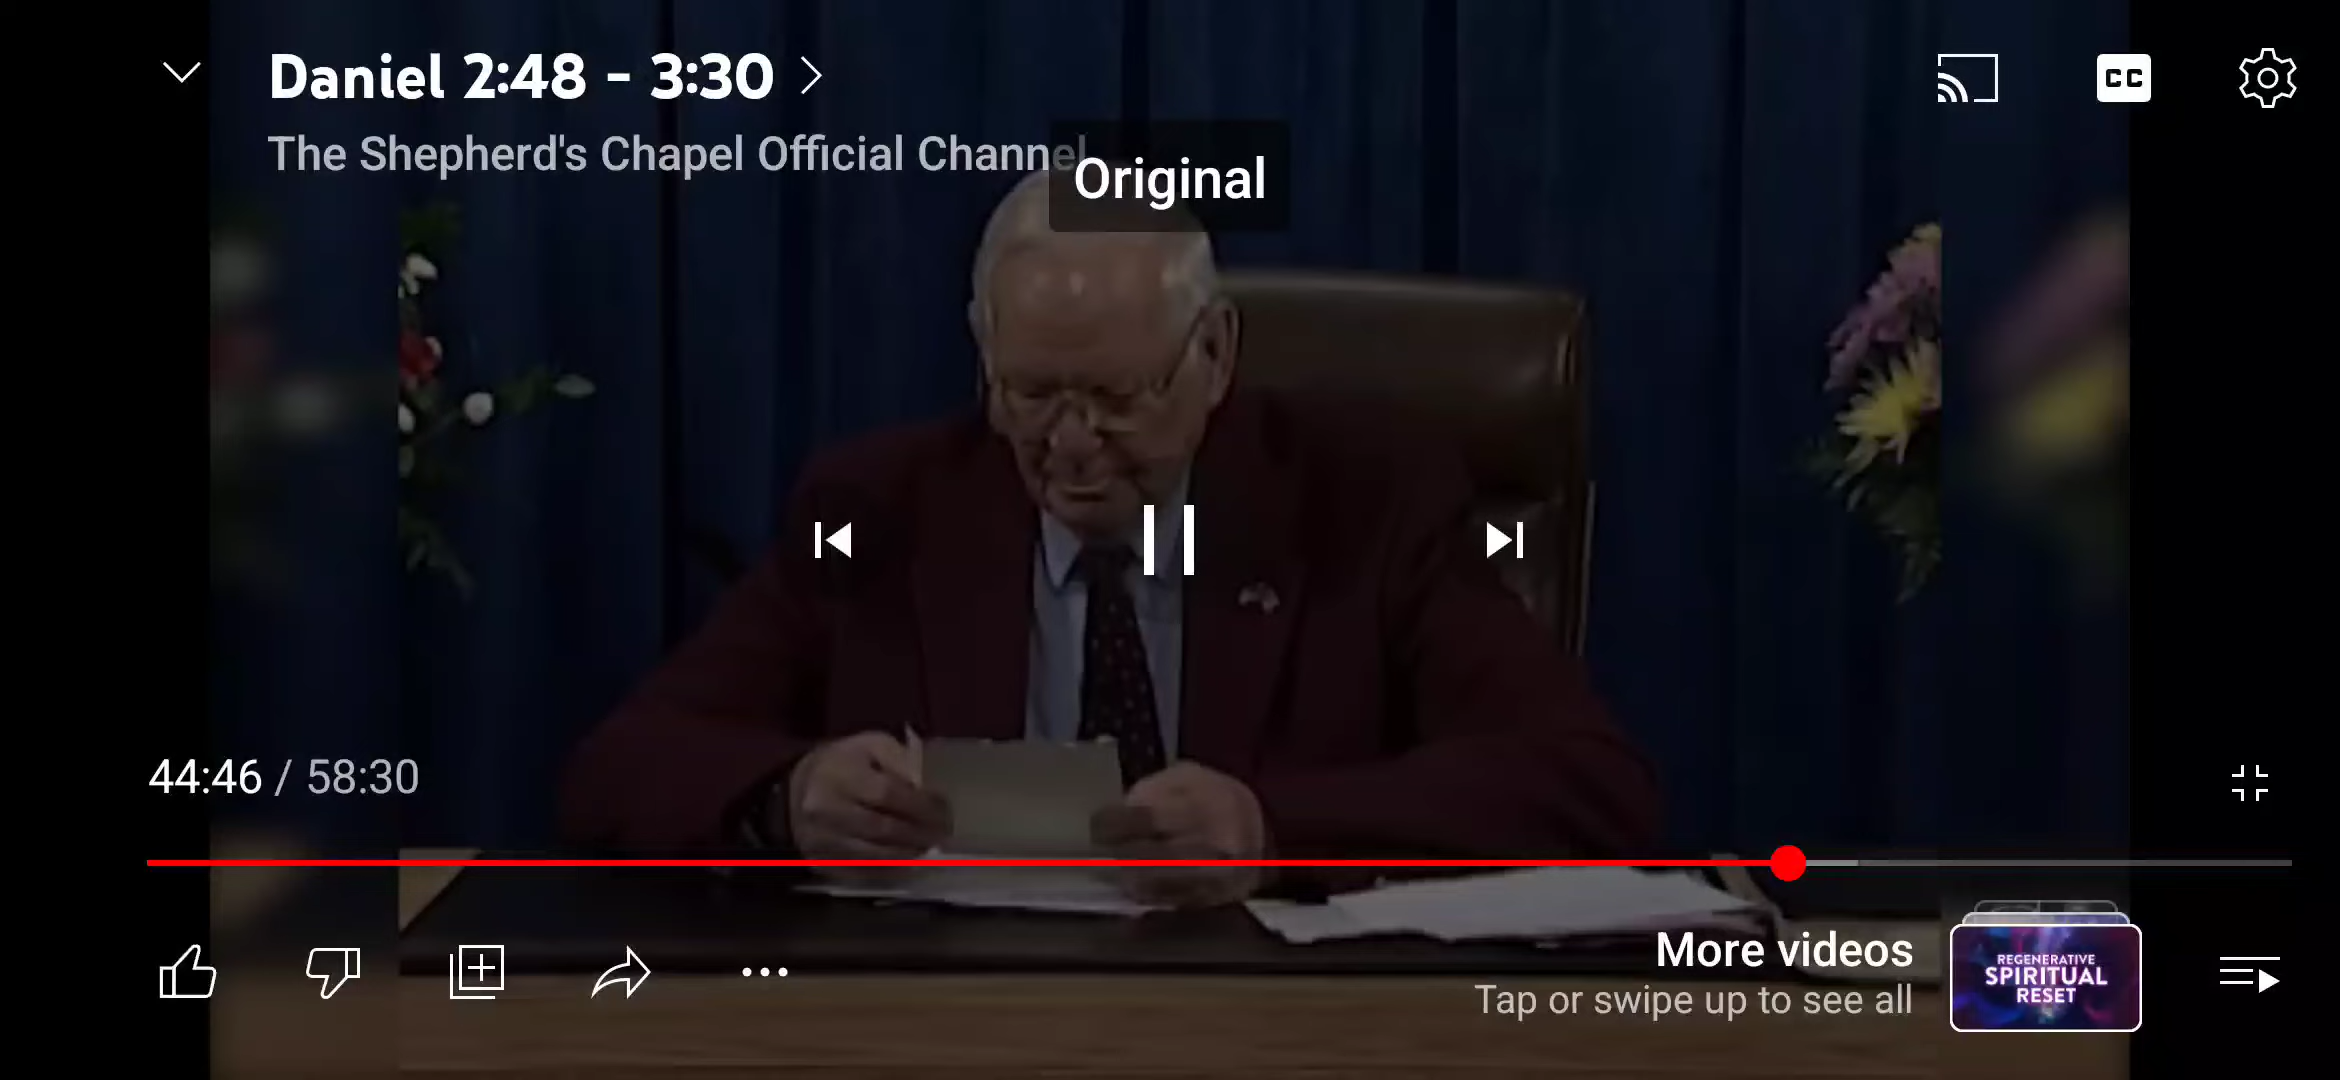 Daniel 2:48 - 3:30
The Shepherd's Chapel Official Channel
Original
CC
44:46 / 58:30
More videos
Tap or swipe up to see all
REGENERATIVE
SPIRITUAL
RESET